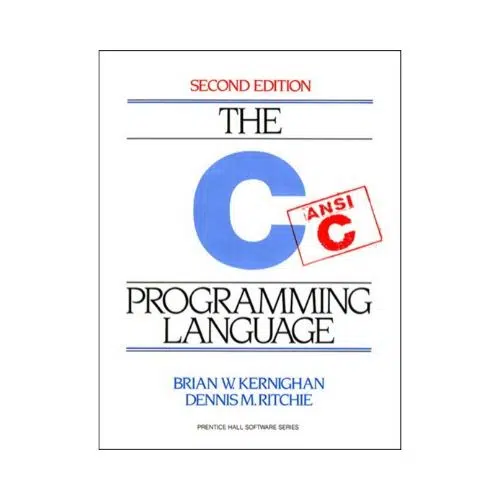 SECOND EDITION
THE
C
ANSI
C
PROGRAMMING
LANGUAGE
BRIAN W. KERNIGHAN
DENNIS M. RITCHIE
PRENTICE HALL SOFTWARE SERIES